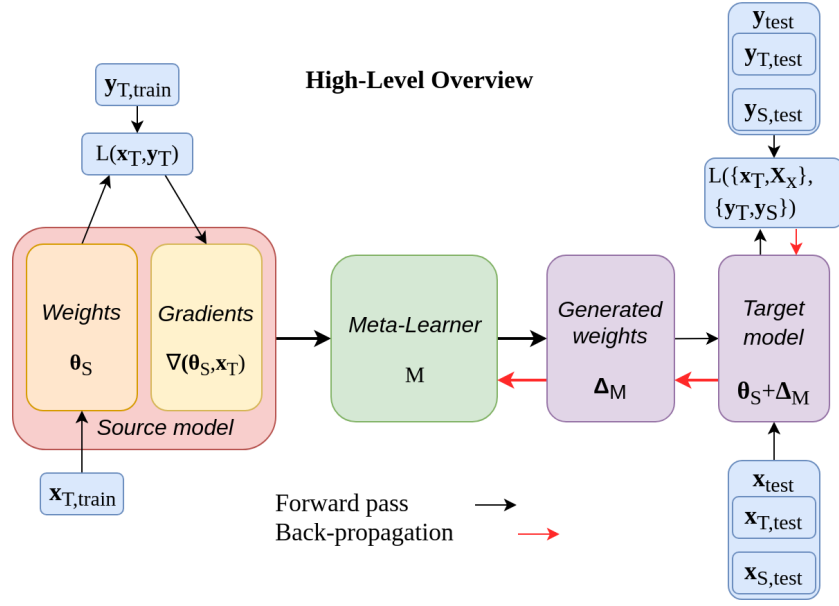 High-Level Overview
y_T,train
L(x_T,y_T)
Weights
θ_S
Gradients
∇(θ_S,x_T)
Source model
x_T,train
Meta-Learner
M
Generated
weights
Δ_M
y_test
y_T,test
y_S,test
L({x_T,X_x},
{y_T,y_S})
Target
model
θ_S+Δ_M
x_test
x_T,test
x_S,test
Forward pass
Back-propagation